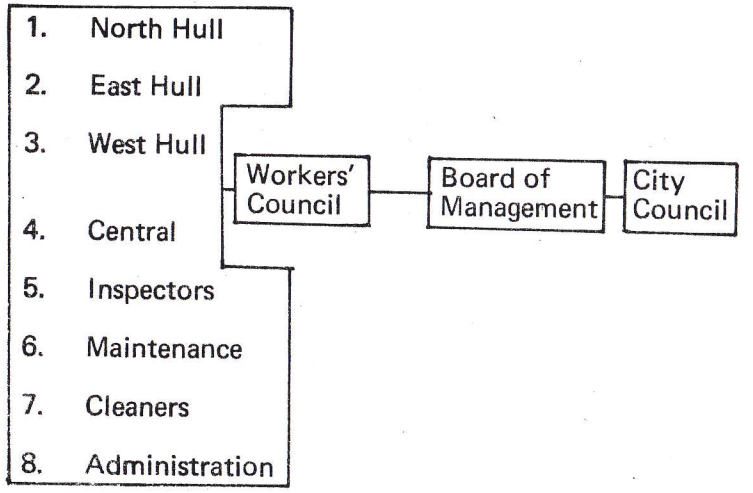 1. North Hull
2. East Hull
3. West Hull
Workers'
Council
Board of
Management
City
Council
4. Central
5. Inspectors
6. Maintenance
7. Cleaners
8. Administration